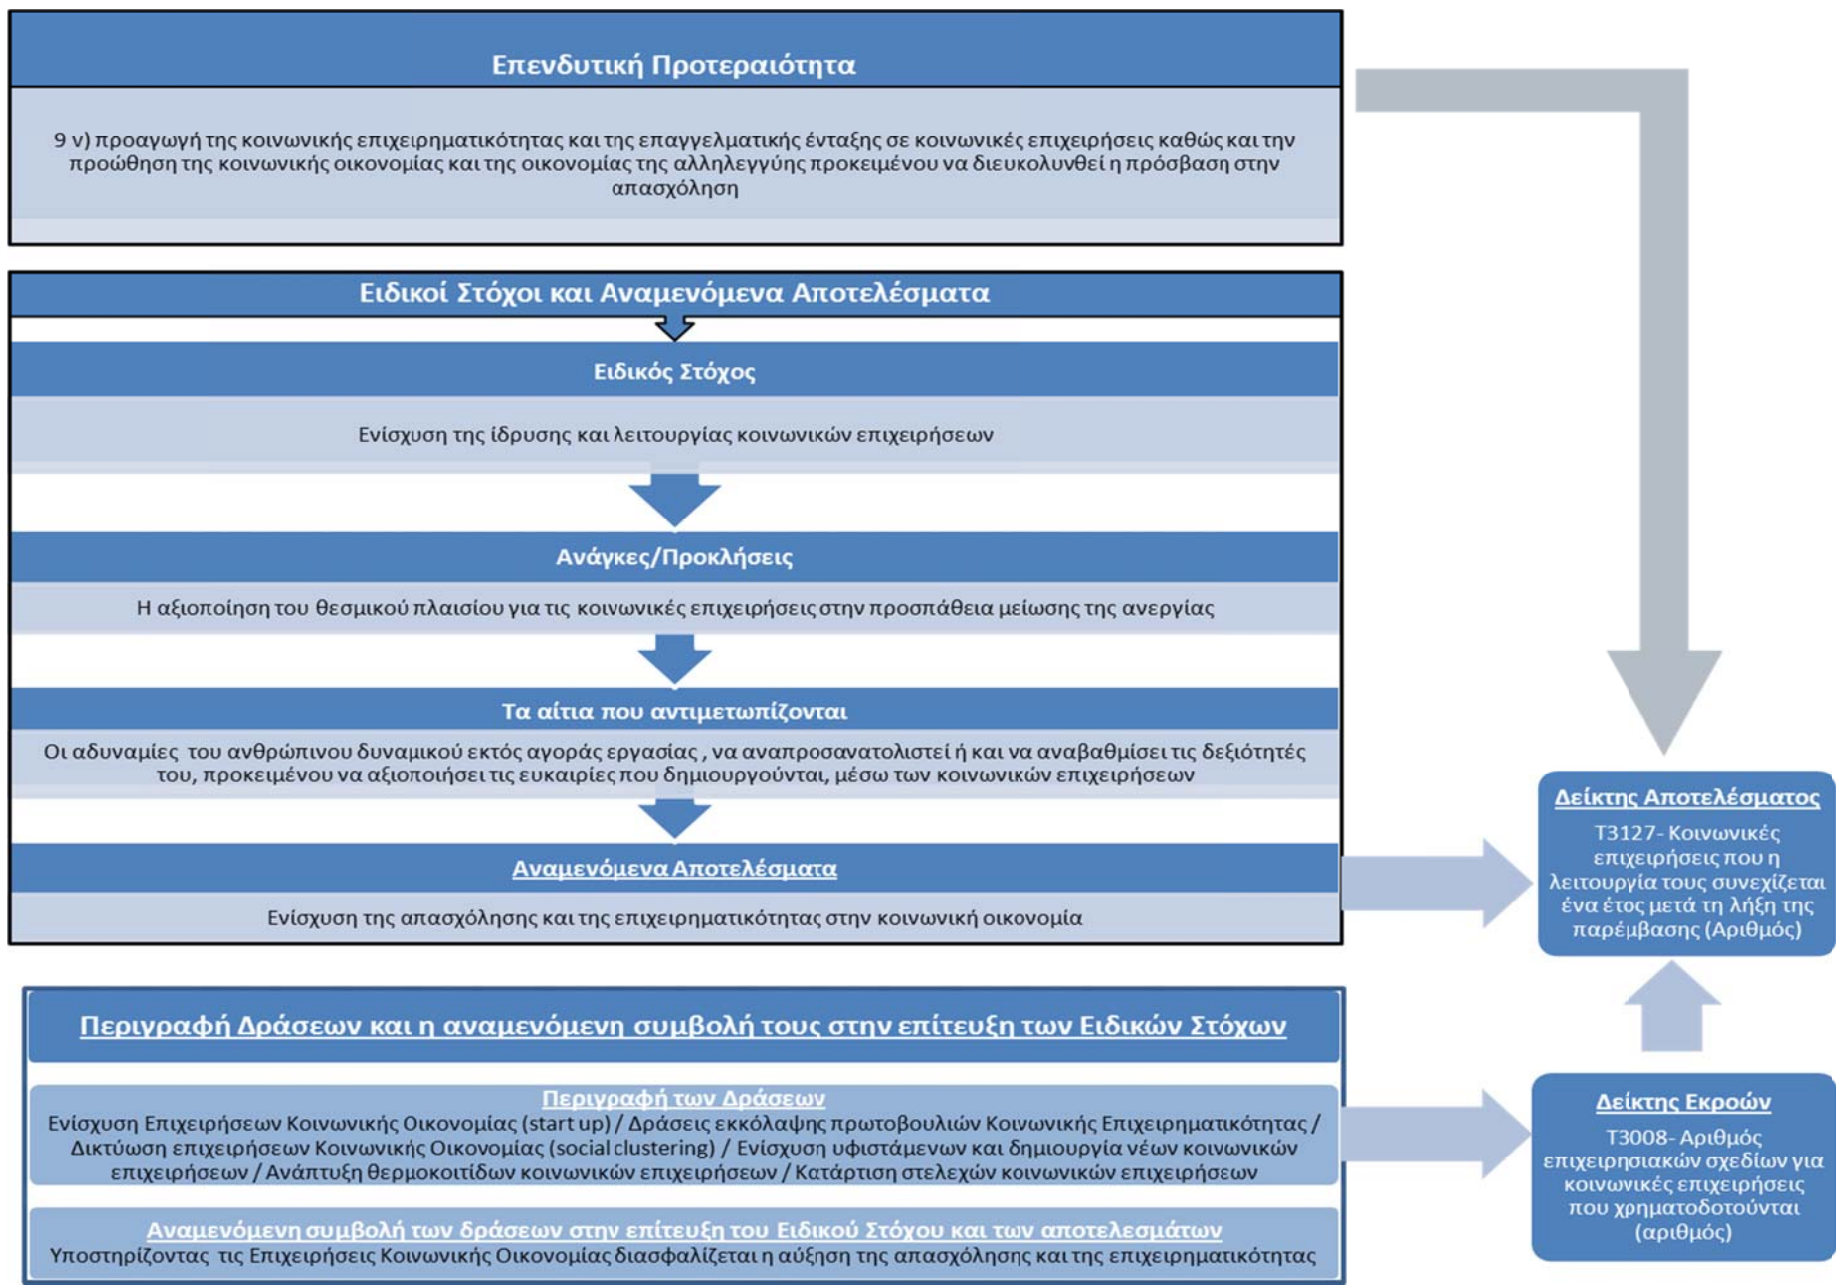 Επενδυτική Προτεραιότητα
9 v) προαγωγή της κοινωνικής επιχειρηματικότητας και της επαγγελματικής ένταξης σε κοινωνικές επιχειρήσεις καθώς και την
προώθηση της κοινωνικής οικονομίας και της οικονομίας της αλληλεγγύης προκειμένου να διευκολυνθεί η πρόσβαση στην
απασχόληση
Ειδικοί Στόχοι και Αναμενόμενα Αποτελέσματα
Ειδικός Στόχος
Ενίσχυση της ίδρυσης και λειτουργίας κοινωνικών επιχειρήσεων
Ανάγκες/Προκλήσεις
Η αξιοποίηση του θεσμικού πλαισίου για τις κοινωνικές επιχειρήσεις στην προσπάθεια μείωσης της ανεργίας
Τα αίτια που αντιμετωπίζονται
Οι αδυναμίες του ανθρώπινου δυναμικού εκτός αγοράς εργασίας , να αναπροσανατολιστεί ή και να αναβαθμίσει τις δεξιότητές
του, προκειμένου να αξιοποιήσει τις ευκαιρίες που δημιουργούνται, μέσω των κοινωνικών επιχειρήσεων
Αναμενόμενα Αποτελέσματα
Ενίσχυση της απασχόλησης και της επιχειρηματικότητας στην κοινωνική οικονομία
Δείκτης Αποτελέσματος
Τ3127- Κοινωνικές
επιχειρήσεις που η
λειτουργία τους συνεχίζεται
ένα έτος μετά τη λήξη της
παρέμβασης (Αριθμός)
Περιγραφή Δράσεων και η αναμενόμενη συμβολή τους στην επίτευξη των Ειδικών Στόχων
Περιγραφή των Δράσεων
Ενίσχυση Επιχειρήσεων Κοινωνικής Οικονομίας (start up) / Δράσεις εκκόλαψης πρωτοβουλιών Κοινωνικής Επιχειρηματικότητας /
Δικτύωση επιχειρήσεων Κοινωνικής Οικονομίας (social clustering) / Ενίσχυση υφιστάμενων και δημιουργία νέων κοινωνικών
επιχειρήσεων / Ανάπτυξη θερμοκοιτίδων κοινωνικών επιχειρήσεων / Κατάρτιση στελεχών κοινωνικών επιχειρήσεων
Αναμενόμενη συμβολή των δράσεων στην επίτευξη του Ειδικού Στόχου και των αποτελεσμάτων
Υποστηρίζοντας τις Επιχειρήσεις Κοινωνικής Οικονομίας διασφαλίζεται η αύξηση της απασχόλησης και της επιχειρηματικότητας
Δείκτης Εκροών
Τ3008- Αριθμός
επιχειρησιακών σχεδίων για
κοινωνικές επιχειρήσεις
που χρηματοδοτούνται
(αριθμός)